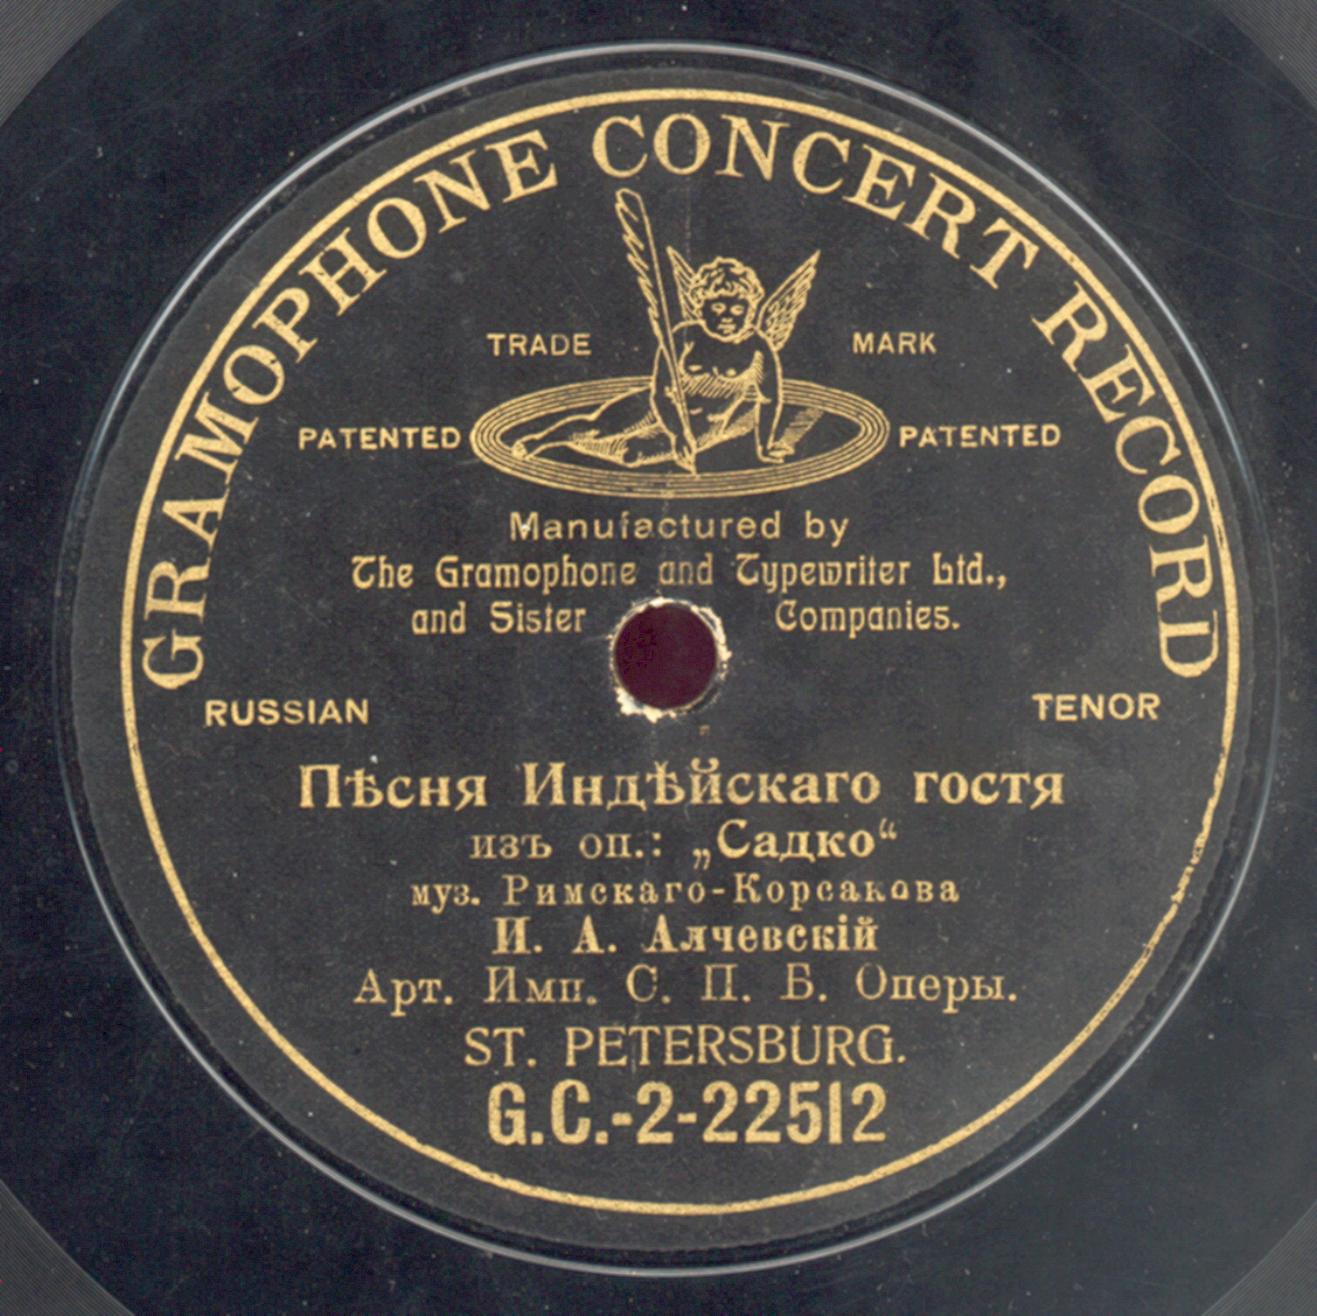 GRAMOPHONE CONCERT RECORD
TRADE MARK
PATENTED PATENTED
Manufactured by
The Gramophone and Typewriter Ltd.,
and Sister Companies.
RUSSIAN TENOR
Пѣсня Индѣйскаго гостя
изъ оп.: „Садко“
муз. Римскаго-Корсакова
И. А. Алчевскій
Арт. Имп. С. П. Б. Оперы.
ST. PETERSBURG.
G.C.-2-22512